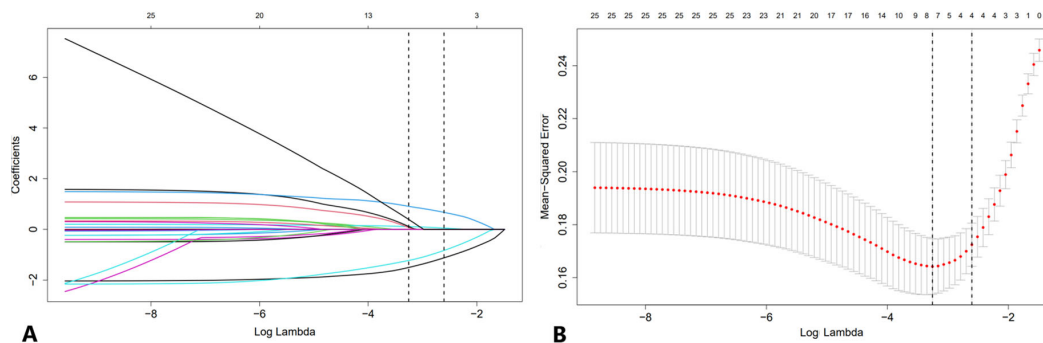 25 20 13 3
Coefficients
6
4
2
0
−2
−8 −6 −4 −2
Log Lambda
A
25 25 25 25 25 25 25 25 25 25 23 23 21 21 20 17 17 16 14 10 9 8 7 5 4 4 4 3 3 1 0
Mean−Squared Error
0.24
0.22
0.20
0.18
0.16
−8 −6 −4 −2
Log Lambda
B